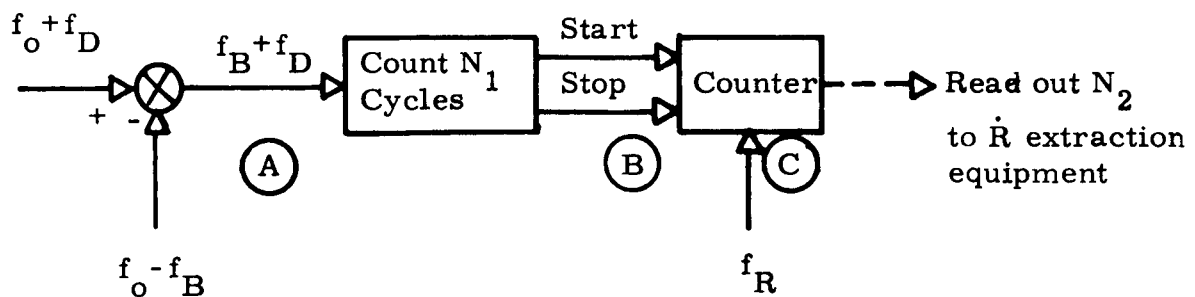 f_o+f_D
+
-
f_o-f_B
f_B+f_D
A
Count N_1
Cycles
Start
Stop
B
Counter
C
f_R
Read out N_2
to Ṙ extraction
equipment